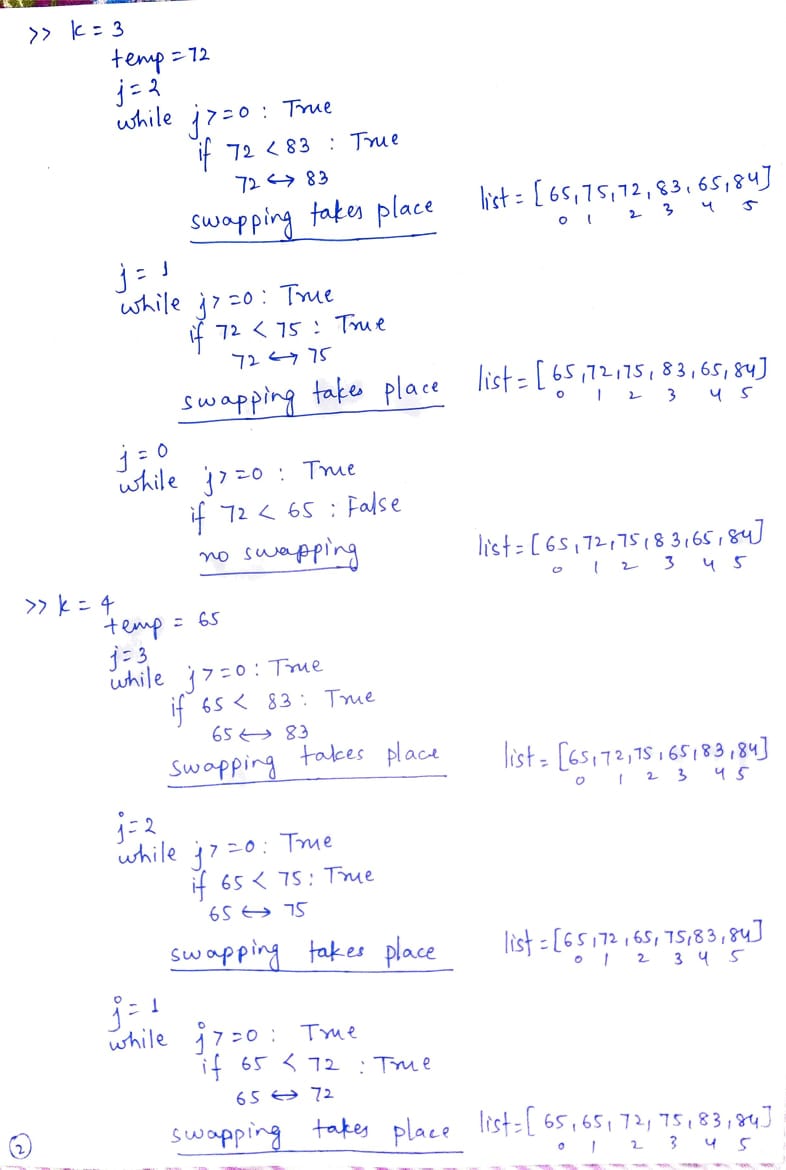 >> k = 3
temp = 72
j = 2
while j >= 0 : True
if 72 < 83 : True
72 ↔ 83
swapping takes place list = [65,75,72,83,65,84]
0 1 2 3 4 5
j = 1
while j >= 0 : True
if 72 < 75 : True
72 ↔ 75
swapping takes place list = [65,72,75,83,65,84]
0 1 2 3 4 5
j = 0
while j >= 0 : True
if 72 < 65 : False
no swapping list = [65,72,75,83,65,84]
0 1 2 3 4 5
>> k = 4
temp = 65
j = 3
while j >= 0 : True
if 65 < 83 : True
65 ↔ 83
swapping takes place list = [65,72,75,65,83,84]
0 1 2 3 4 5
j = 2
while j >= 0 : True
if 65 < 75 : True
65 ↔ 75
swapping takes place list = [65,72,65,75,83,84]
0 1 2 3 4 5
j = 1
while j >= 0 : True
if 65 < 72 : True
65 ↔ 72
swapping takes place list = [65,65,72,75,83,84]
0 1 2 3 4 5
2